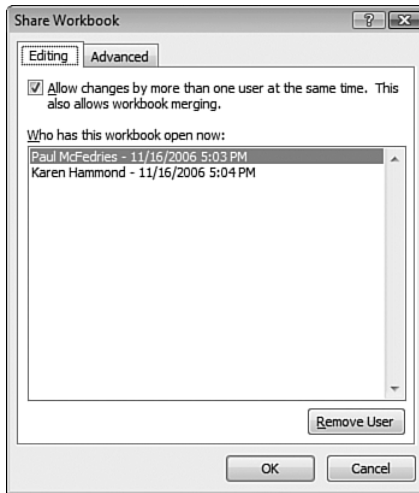 Share Workbook
Editing
Advanced
Allow changes by more than one user at the same time. This
also allows workbook merging.
Who has this workbook open now:
Paul McFedries - 11/16/2006 5:03 PM
Karen Hammond - 11/16/2006 5:04 PM
Remove User
OK
Cancel